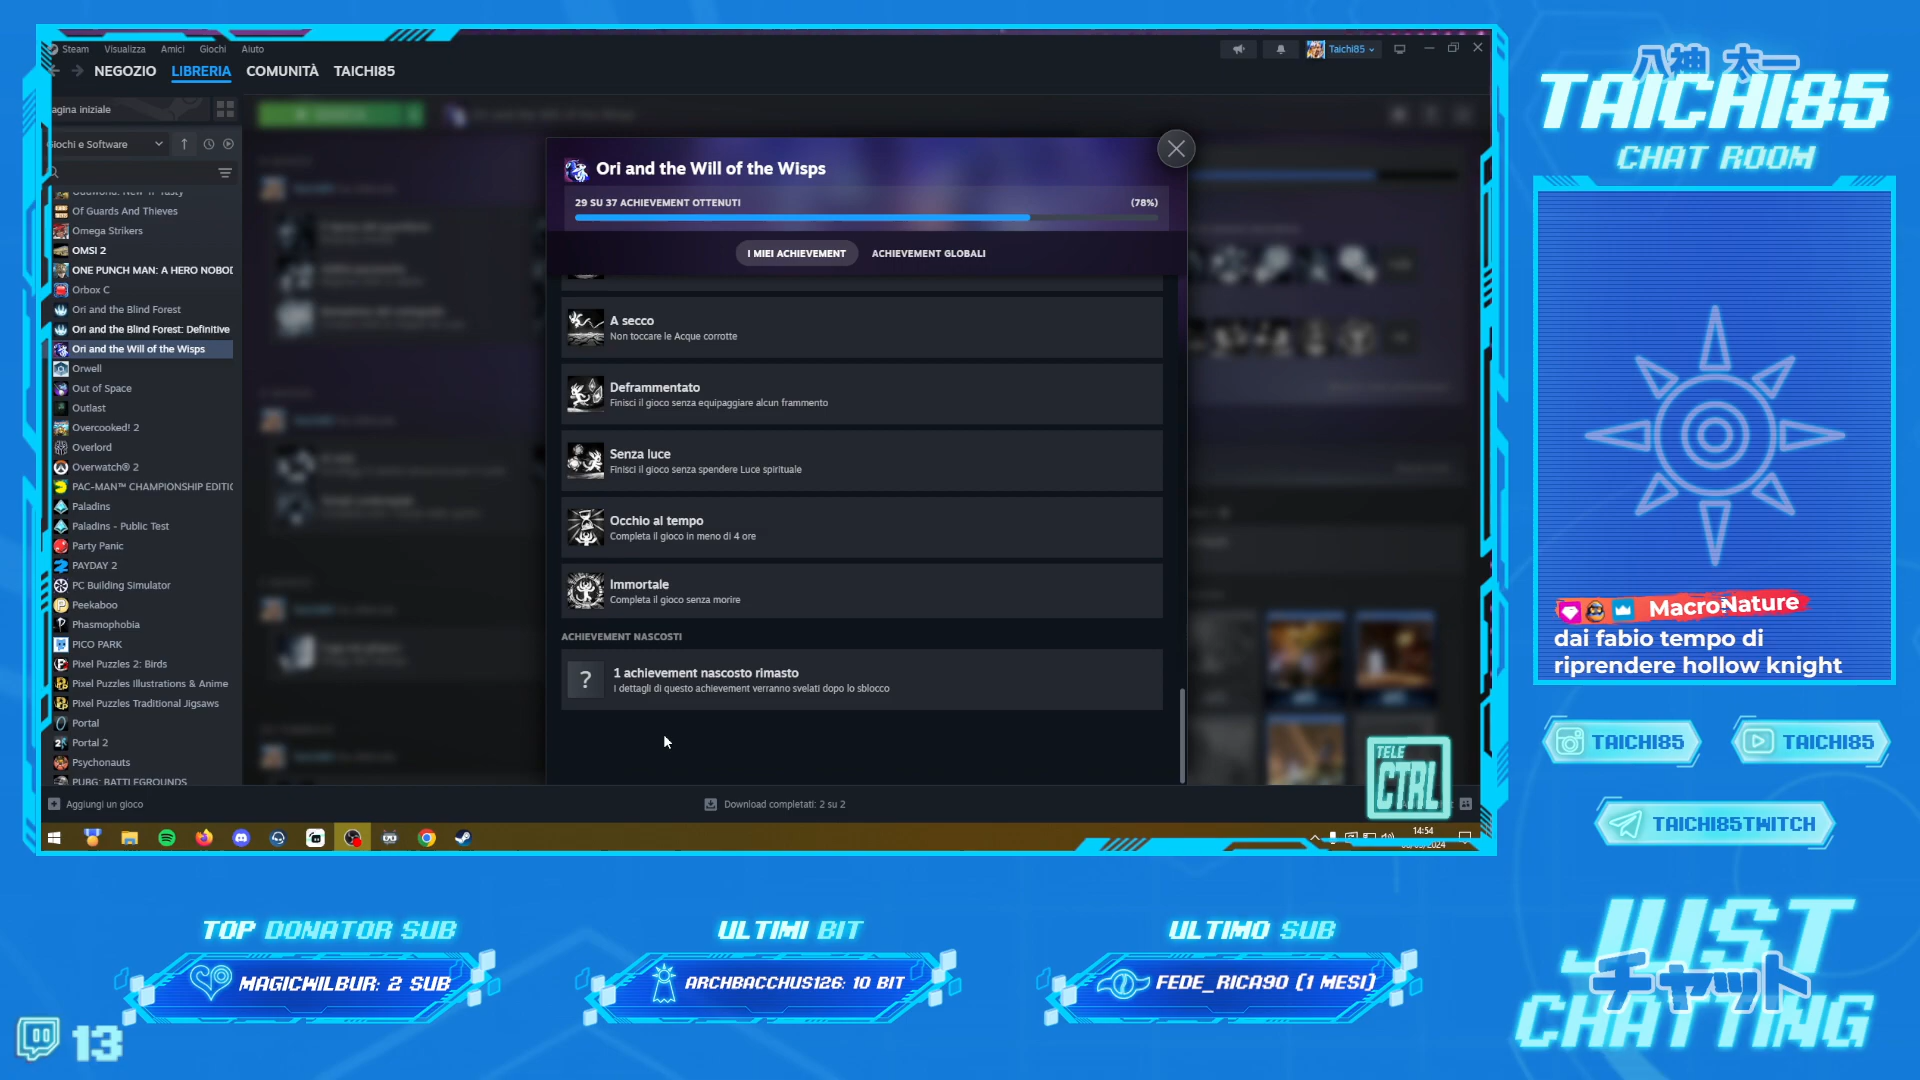 Steam Visualizza Amici Giochi Aiuto
Taichi85
NEGOZIO LIBRERIA COMUNITÀ TAICHI85
agina iniziale
Giochi e Software
Of Guards And Thieves
Omega Strikers
OMSI 2
ONE PUNCH MAN: A HERO NOBOD
Orbox C
Ori and the Blind Forest
Ori and the Blind Forest: Definitive
Ori and the Will of the Wisps
Orwell
Out of Space
Outlast
Overcooked! 2
Overlord
Overwatch® 2
PAC-MAN™ CHAMPIONSHIP EDITIO
Paladins
Paladins - Public Test
Party Panic
PAYDAY 2
PC Building Simulator
Peekaboo
Phasmophobia
PICO PARK
Pixel Puzzles 2: Birds
Pixel Puzzles Illustrations & Anime
Pixel Puzzles Traditional Jigsaws
Portal
Portal 2
Psychonauts
PUBG: BATTLEGROUNDS
Aggiungi un gioco
Ori and the Will of the Wisps
29 SU 37 ACHIEVEMENT OTTENUTI (78%)
I MIEI ACHIEVEMENT ACHIEVEMENT GLOBALI
A secco
Non toccare le Acque corrotte
Deframmentato
Finisci il gioco senza equipaggiare alcun frammento
Senza luce
Finisci il gioco senza spendere Luce spirituale
Occhio al tempo
Completa il gioco in meno di 4 ore
Immortale
Completa il gioco senza morire
ACHIEVEMENT NASCOSTI
?
1 achievement nascosto rimasto
I dettagli di questo achievement verranno svelati dopo lo sblocco
Download completati: 2 su 2
TELE
CTRL
14:54
八神 太一
TAICHI85
CHAT ROOM
MacroNature
dai fabio tempo di
riprendere hollow knight
TAICHI85 TAICHI85
TAICHI85TWITCH
TOP DONATOR SUB
MAGICWILBUR: 2 SUB
ULTIMI BIT
ARCHBACCHUS126: 10 BIT
ULTIMO SUB
FEDE_RICA90 (1 MESI)
JUST
チャット
CHATTING
13